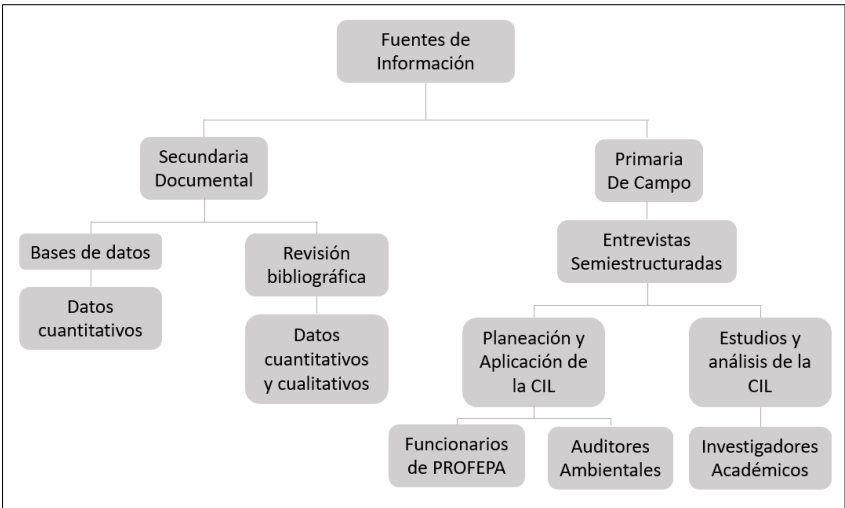 Fuentes de
Información
Secundaria
Documental
Primaria
De Campo
Bases de datos
Revisión
bibliográfica
Entrevistas
Semiestructuradas
Datos
cuantitativos
Datos
cuantitativos
y cualitativos
Planeación y
Aplicación de
la CIL
Estudios y
análisis de la
CIL
Funcionarios
de PROFEPA
Auditores
Ambientales
Investigadores
Académicos